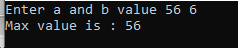 Enter a and b value 56 6
Max value is : 56